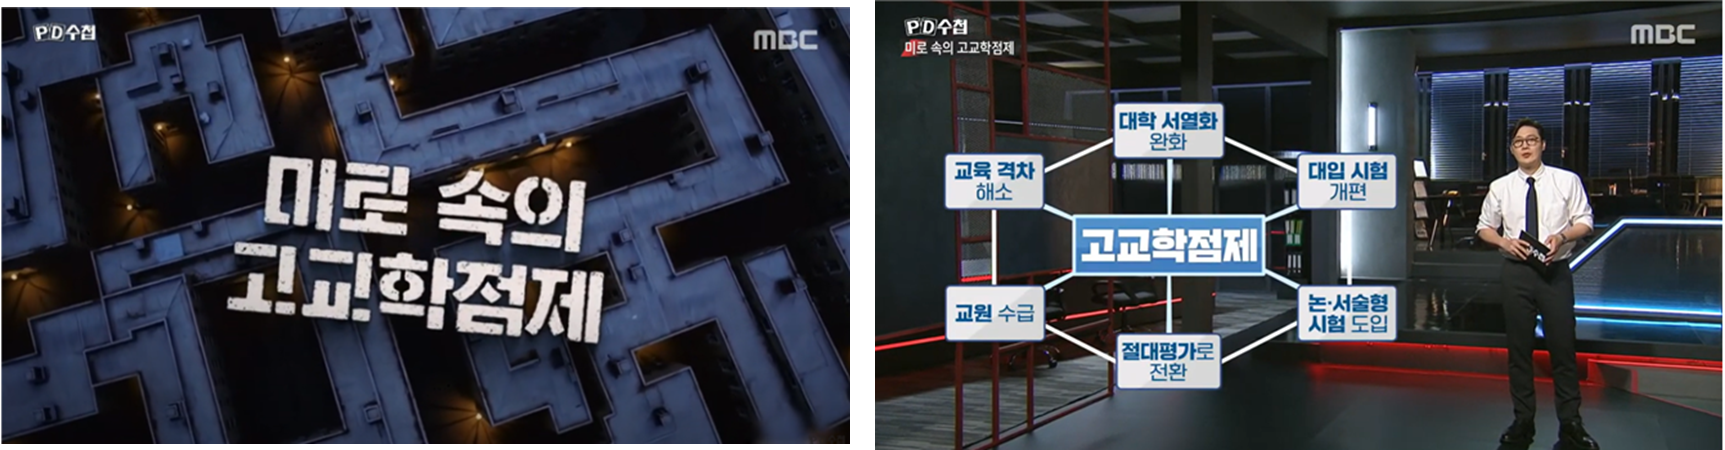 PD수첩
MBC
미로 속의
고교학점제
PD수첩
미로 속의 고교학점제
MBC
대학 서열화
완화
교육 격차
해소
대입 시험
개편
고교학점제
교원 수급
논·서술형
시험 도입
절대평가로
전환